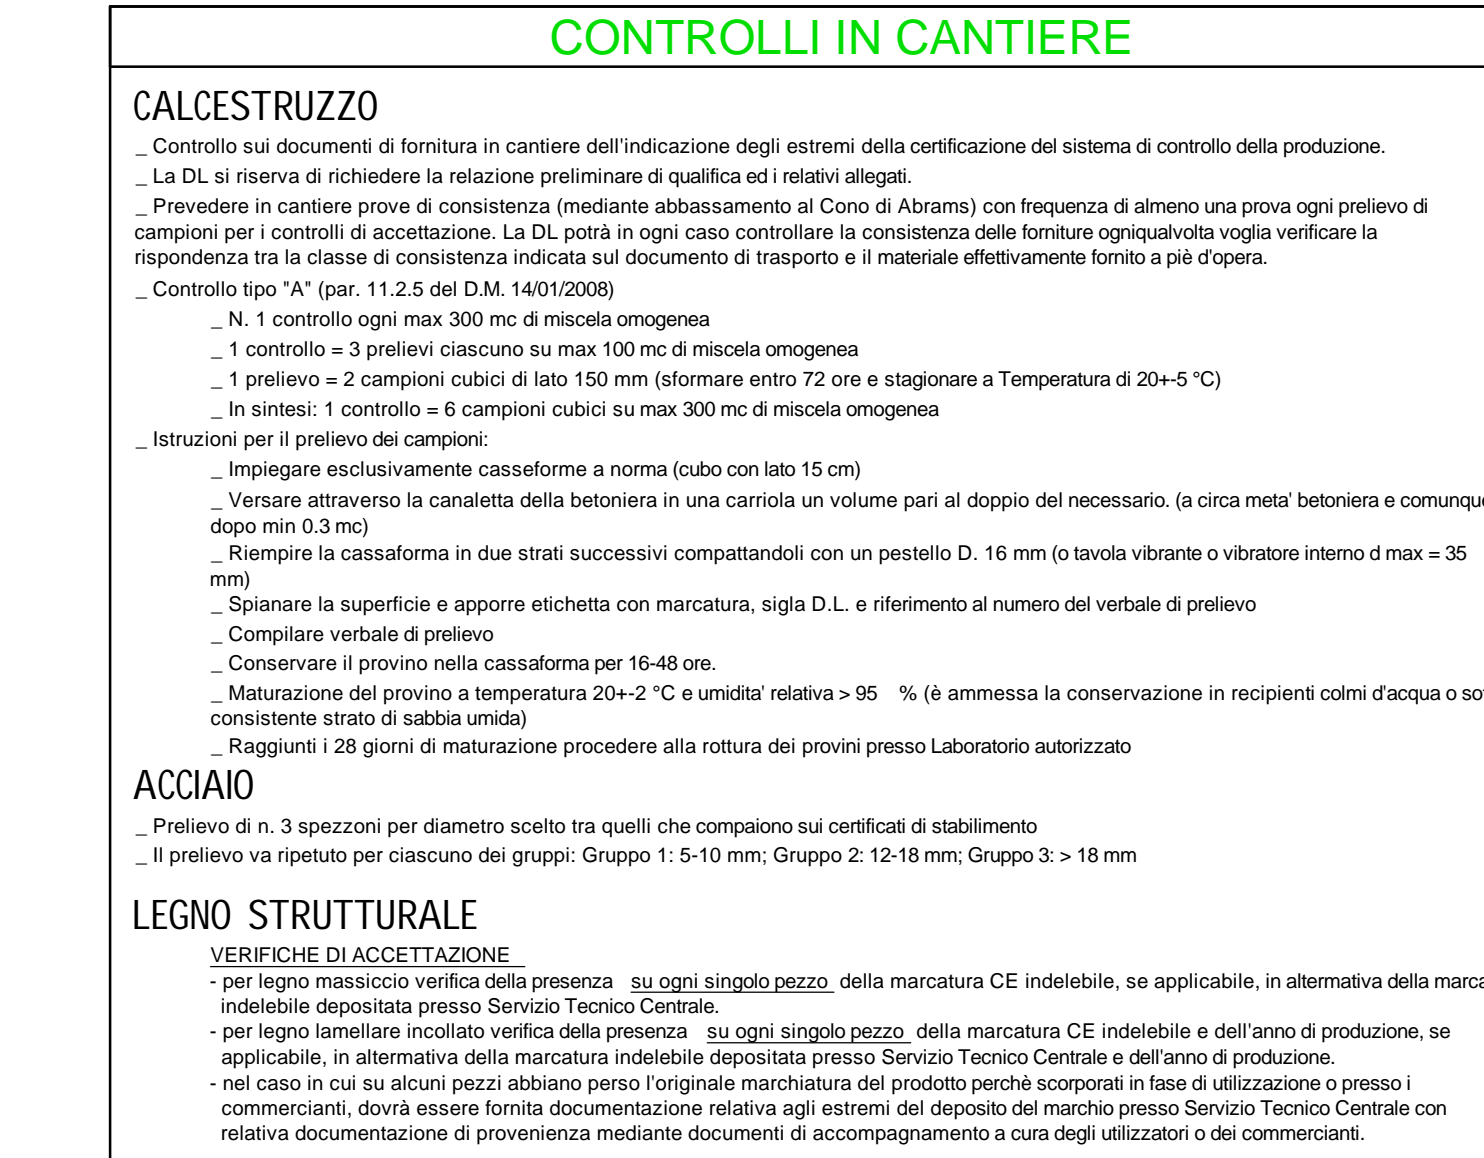 CONTROLLI IN CANTIERE
CALCESTRUZZO
_ Controllo sui documenti di fornitura in cantiere dell'indicazione degli estremi della certificazione del sistema di controllo della produzione.
_ La DL si riserva di richiedere la relazione preliminare di qualifica ed i relativi allegati.
_ Prevedere in cantiere prove di consistenza (mediante abbassamento al Cono di Abrams) con frequenza di almeno una prova ogni prelievo di
campioni per i controlli di accettazione. La DL potrà in ogni caso controllare la consistenza delle forniture ogniqualvolta voglia verificare la
rispondenza tra la classe di consistenza indicata sul documento di trasporto e il materiale effettivamente fornito a piè d'opera.
_ Controllo tipo "A" (par. 11.2.5 del D.M. 14/01/2008)
_ N. 1 controllo ogni max 300 mc di miscela omogenea
_ 1 controllo = 3 prelievi ciascuno su max 100 mc di miscela omogenea
_ 1 prelievo = 2 campioni cubici di lato 150 mm (sformare entro 72 ore e stagionare a Temperatura di 20+-5 °C)
_ In sintesi: 1 controllo = 6 campioni cubici su max 300 mc di miscela omogenea
_ Istruzioni per il prelievo dei campioni:
_ Impiegare esclusivamente casseforme a norma (cubo con lato 15 cm)
_ Versare attraverso la canaletta della betoniera in una carriola un volume pari al doppio del necessario. (a circa meta' betoniera e comunque
dopo min 0.3 mc)
_ Riempire la cassaforma in due strati successivi compattandoli con un pestello D. 16 mm (o tavola vibrante o vibratore interno d max = 35
mm)
_ Spianare la superficie e apporre etichetta con marcatura, sigla D.L. e riferimento al numero del verbale di prelievo
_ Compilare verbale di prelievo
_ Conservare il provino nella cassaforma per 16-48 ore.
_ Maturazione del provino a temperatura 20+-2 °C e umidita' relativa > 95 % (è ammessa la conservazione in recipienti colmi d'acqua o
consistente strato di sabbia umida)
_ Raggiunti i 28 giorni di maturazione procedere alla rottura dei provini presso Laboratorio autorizzato
ACCIAIO
_ Prelievo di n. 3 spezzoni per diametro scelto tra quelli che compaiono sui certificati di stabilimento
_ Il prelievo va ripetuto per ciascuno dei gruppi: Gruppo 1: 5-10 mm; Gruppo 2: 12-18 mm; Gruppo 3: > 18 mm
LEGNO STRUTTURALE
VERIFICHE DI ACCETTAZIONE
- per legno massiccio verifica della presenza su ogni singolo pezzo della marcatura CE indelebile, se applicabile, in altermativa della
indelebile depositata presso Servizio Tecnico Centrale.
- per legno lamellare incollato verifica della presenza su ogni singolo pezzo della marcatura CE indelebile e dell'anno di produzione, se
applicabile, in altermativa della marcatura indelebile depositata presso Servizio Tecnico Centrale e dell'anno di produzione.
- nel caso in cui su alcuni pezzi abbiano perso l'originale marchiatura del prodotto perchè scorporati in fase di utilizzazione o presso i
commercianti, dovrà essere fornita documentazione relativa agli estremi del deposito del marchio presso Servizio Tecnico Centrale con
relativa documentazione di provenienza mediante documenti di accompagnamento a cura degli utilizzatori o dei commercianti.